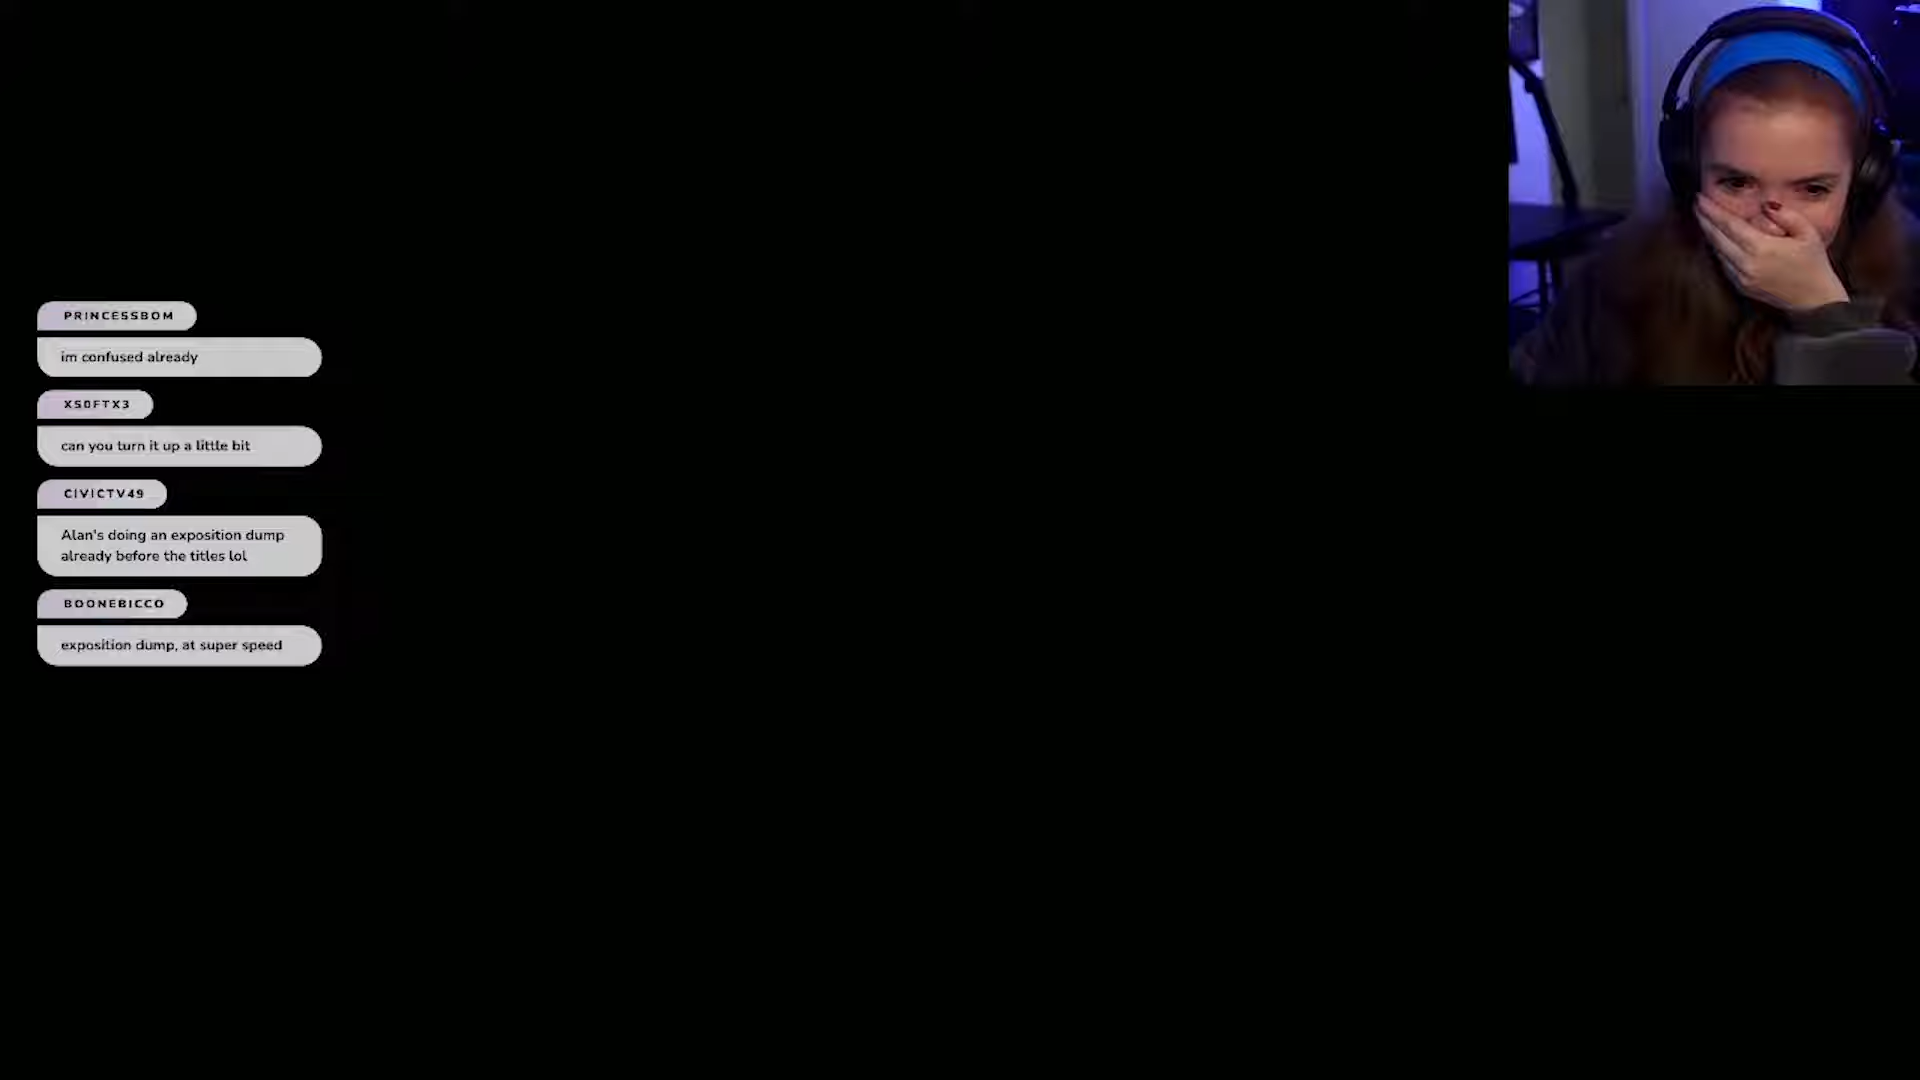 PRINCESSBOM
im confused already
XS0FTX3
can you turn it up a little bit
CIVICTV49
Alan's doing an exposition dump
already before the titles lol
BOONEBICCO
exposition dump, at super speed